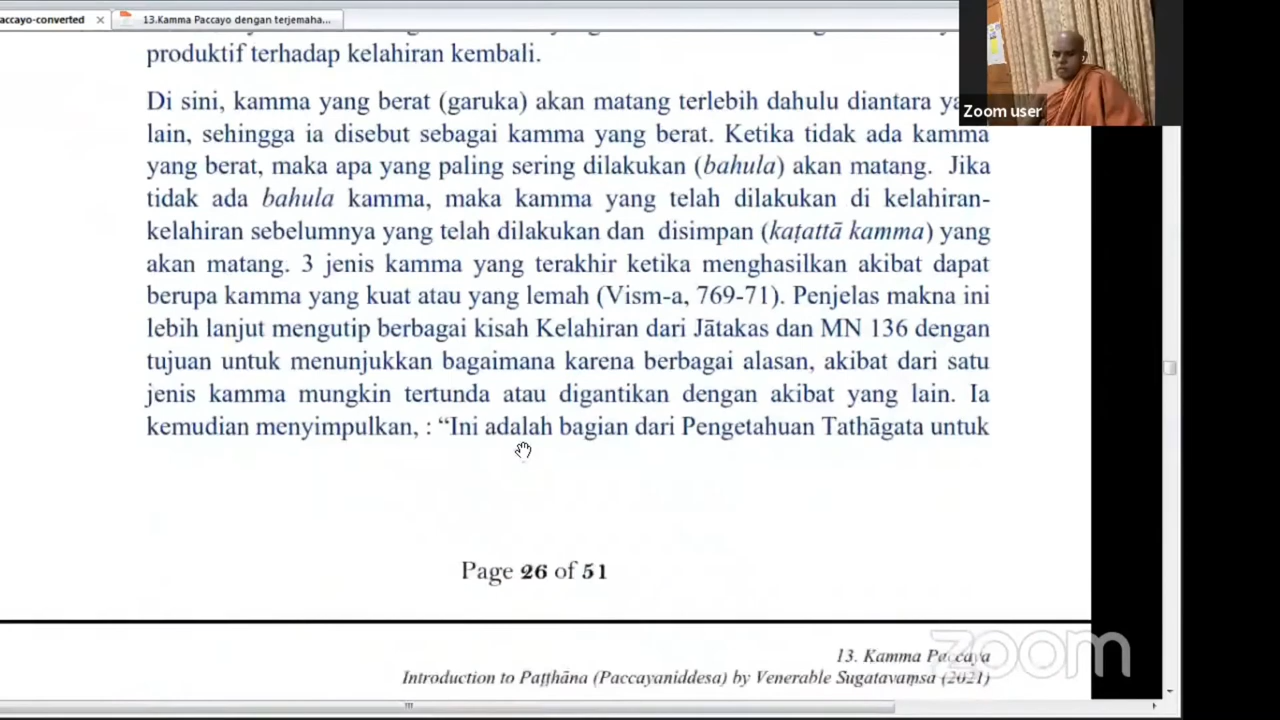 accayo-converted
13.Kamma Paccayo dengan terjemaha...
produktif terhadap kelahiran kembali.
Di sini, kamma yang berat (garuka) akan matang terlebih dahulu diantara
lain, sehingga ia disebut sebagai kamma yang berat. Ketika tidak ada kamma
yang berat, maka apa yang paling sering dilakukan (bahula) akan matang. Jika
tidak ada bahula kamma, maka kamma yang telah dilakukan di kelahiran-
kelahiran sebelumnya yang telah dilakukan dan disimpan (kaṭattā kamma) yang
akan matang. 3 jenis kamma yang terakhir ketika menghasilkan akibat dapat
berupa kamma yang kuat atau yang lemah (Vism-a, 769-71). Penjelas makna ini
lebih lanjut mengutip berbagai kisah Kelahiran dari Jātakas dan MN 136 dengan
tujuan untuk menunjukkan bagaimana karena berbagai alasan, akibat dari satu
jenis kamma mungkin tertunda atau digantikan dengan akibat yang lain. Ia
kemudian menyimpulkan, : “Ini adalah bagian dari Pengetahuan Tathāgata untuk
Page 26 of 51
13. Kamma Paccaya
Introduction to Paṭṭhāna (Paccayaniddesa) by Venerable Sugatavaṃsa (2021)
Zoom user
zoom